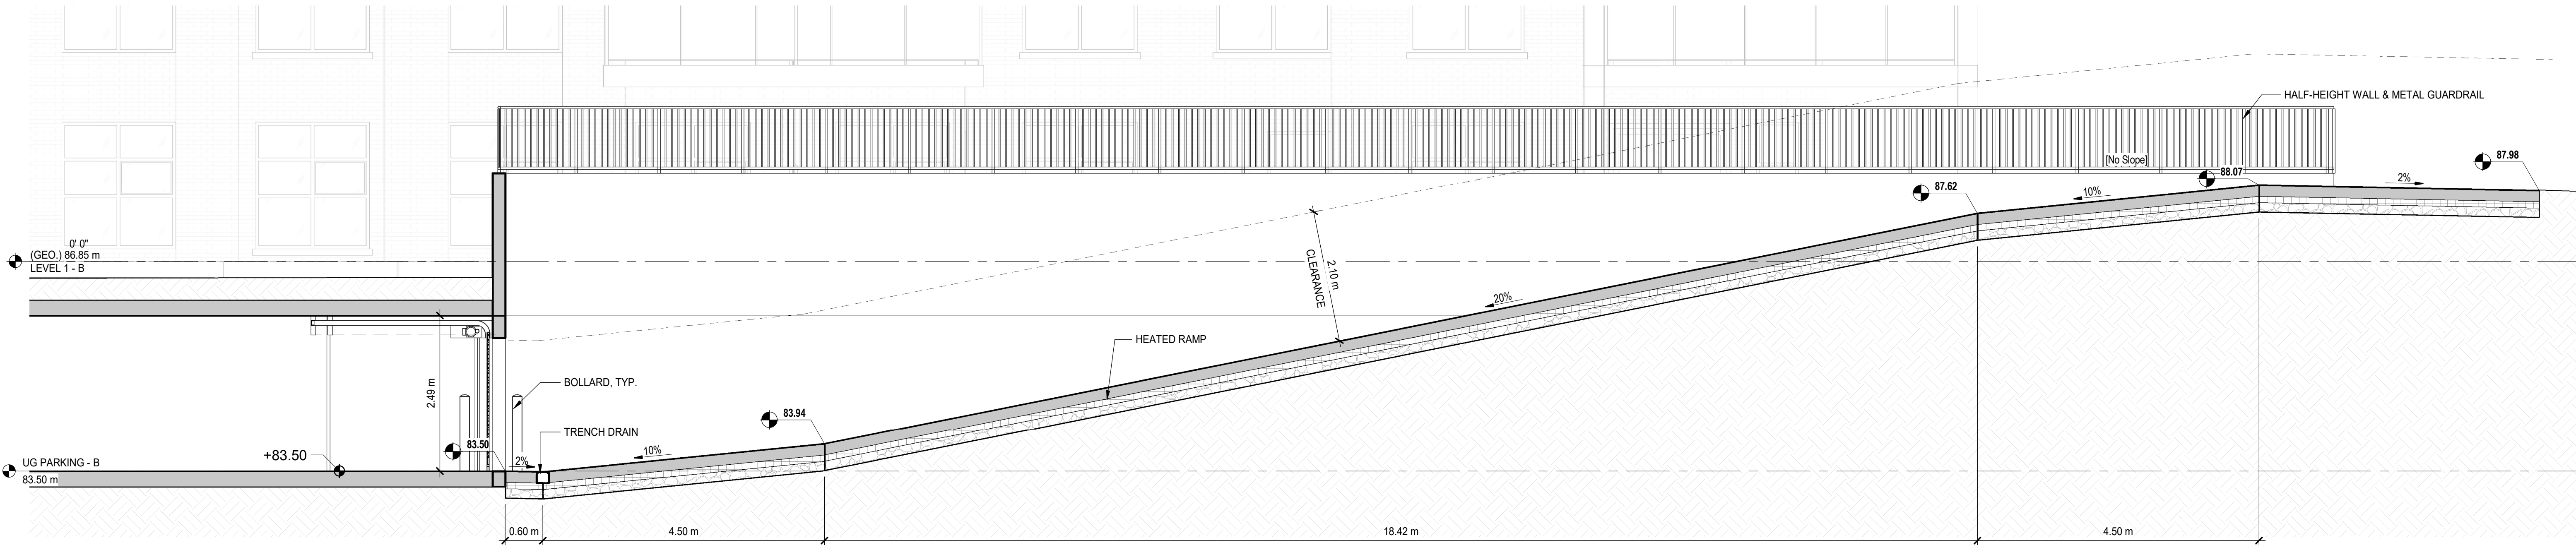 HALF-HEIGHT WALL & METAL GUARDRAIL
[No Slope]
87.98
88.07
2%
10%
87.62
0' 0"
(GEO.) 86.85 m
LEVEL 1 - B
2.10 m
CLEARANCE
20%
HEATED RAMP
2.49 m
BOLLARD, TYP.
83.94
TRENCH DRAIN
83.50
10%
+83.50
2%
UG PARKING - B
83.50 m
0.60 m
4.50 m
18.42 m
4.50 m